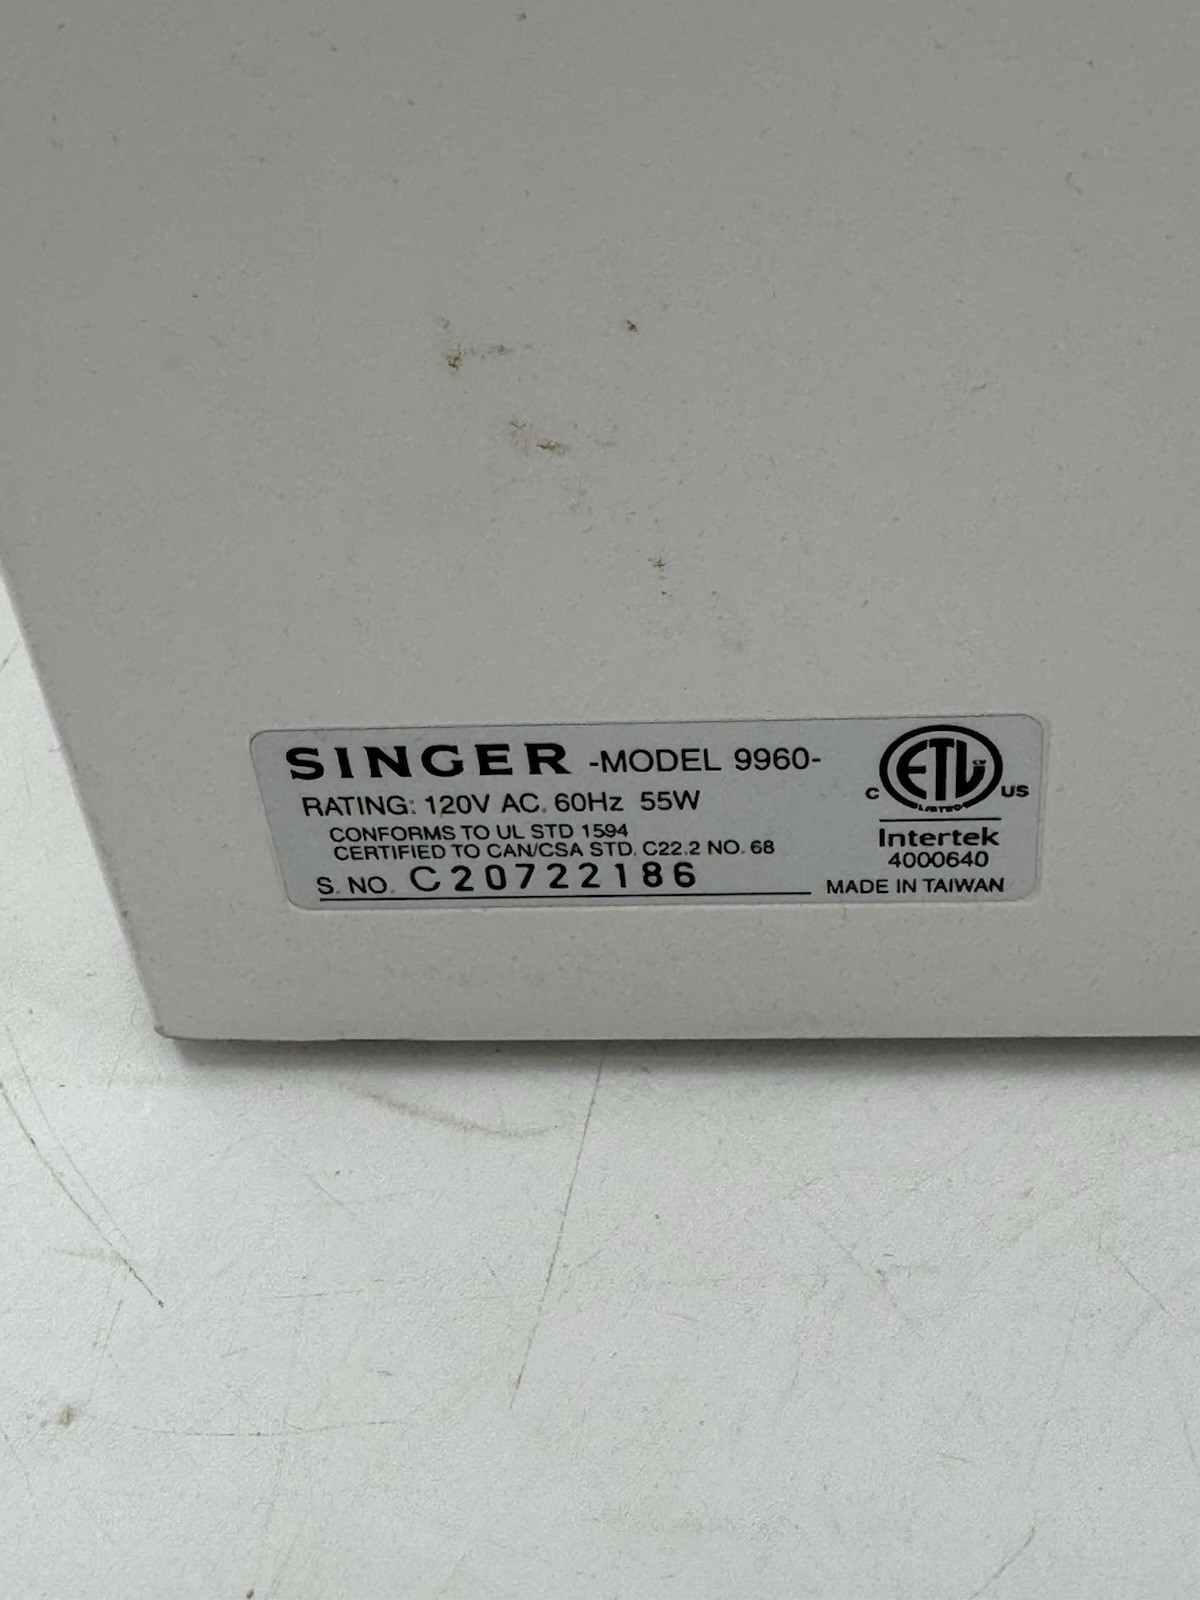 SINGER -MODEL 9960-
RATING: 120V AC. 60Hz 55W
CONFORMS TO UL STD 1594
CERTIFIED TO CAN/CSA STD. C22.2 NO. 68
S. NO. C20722186
C ETL US
LISTED
Intertek
4000640
MADE IN TAIWAN